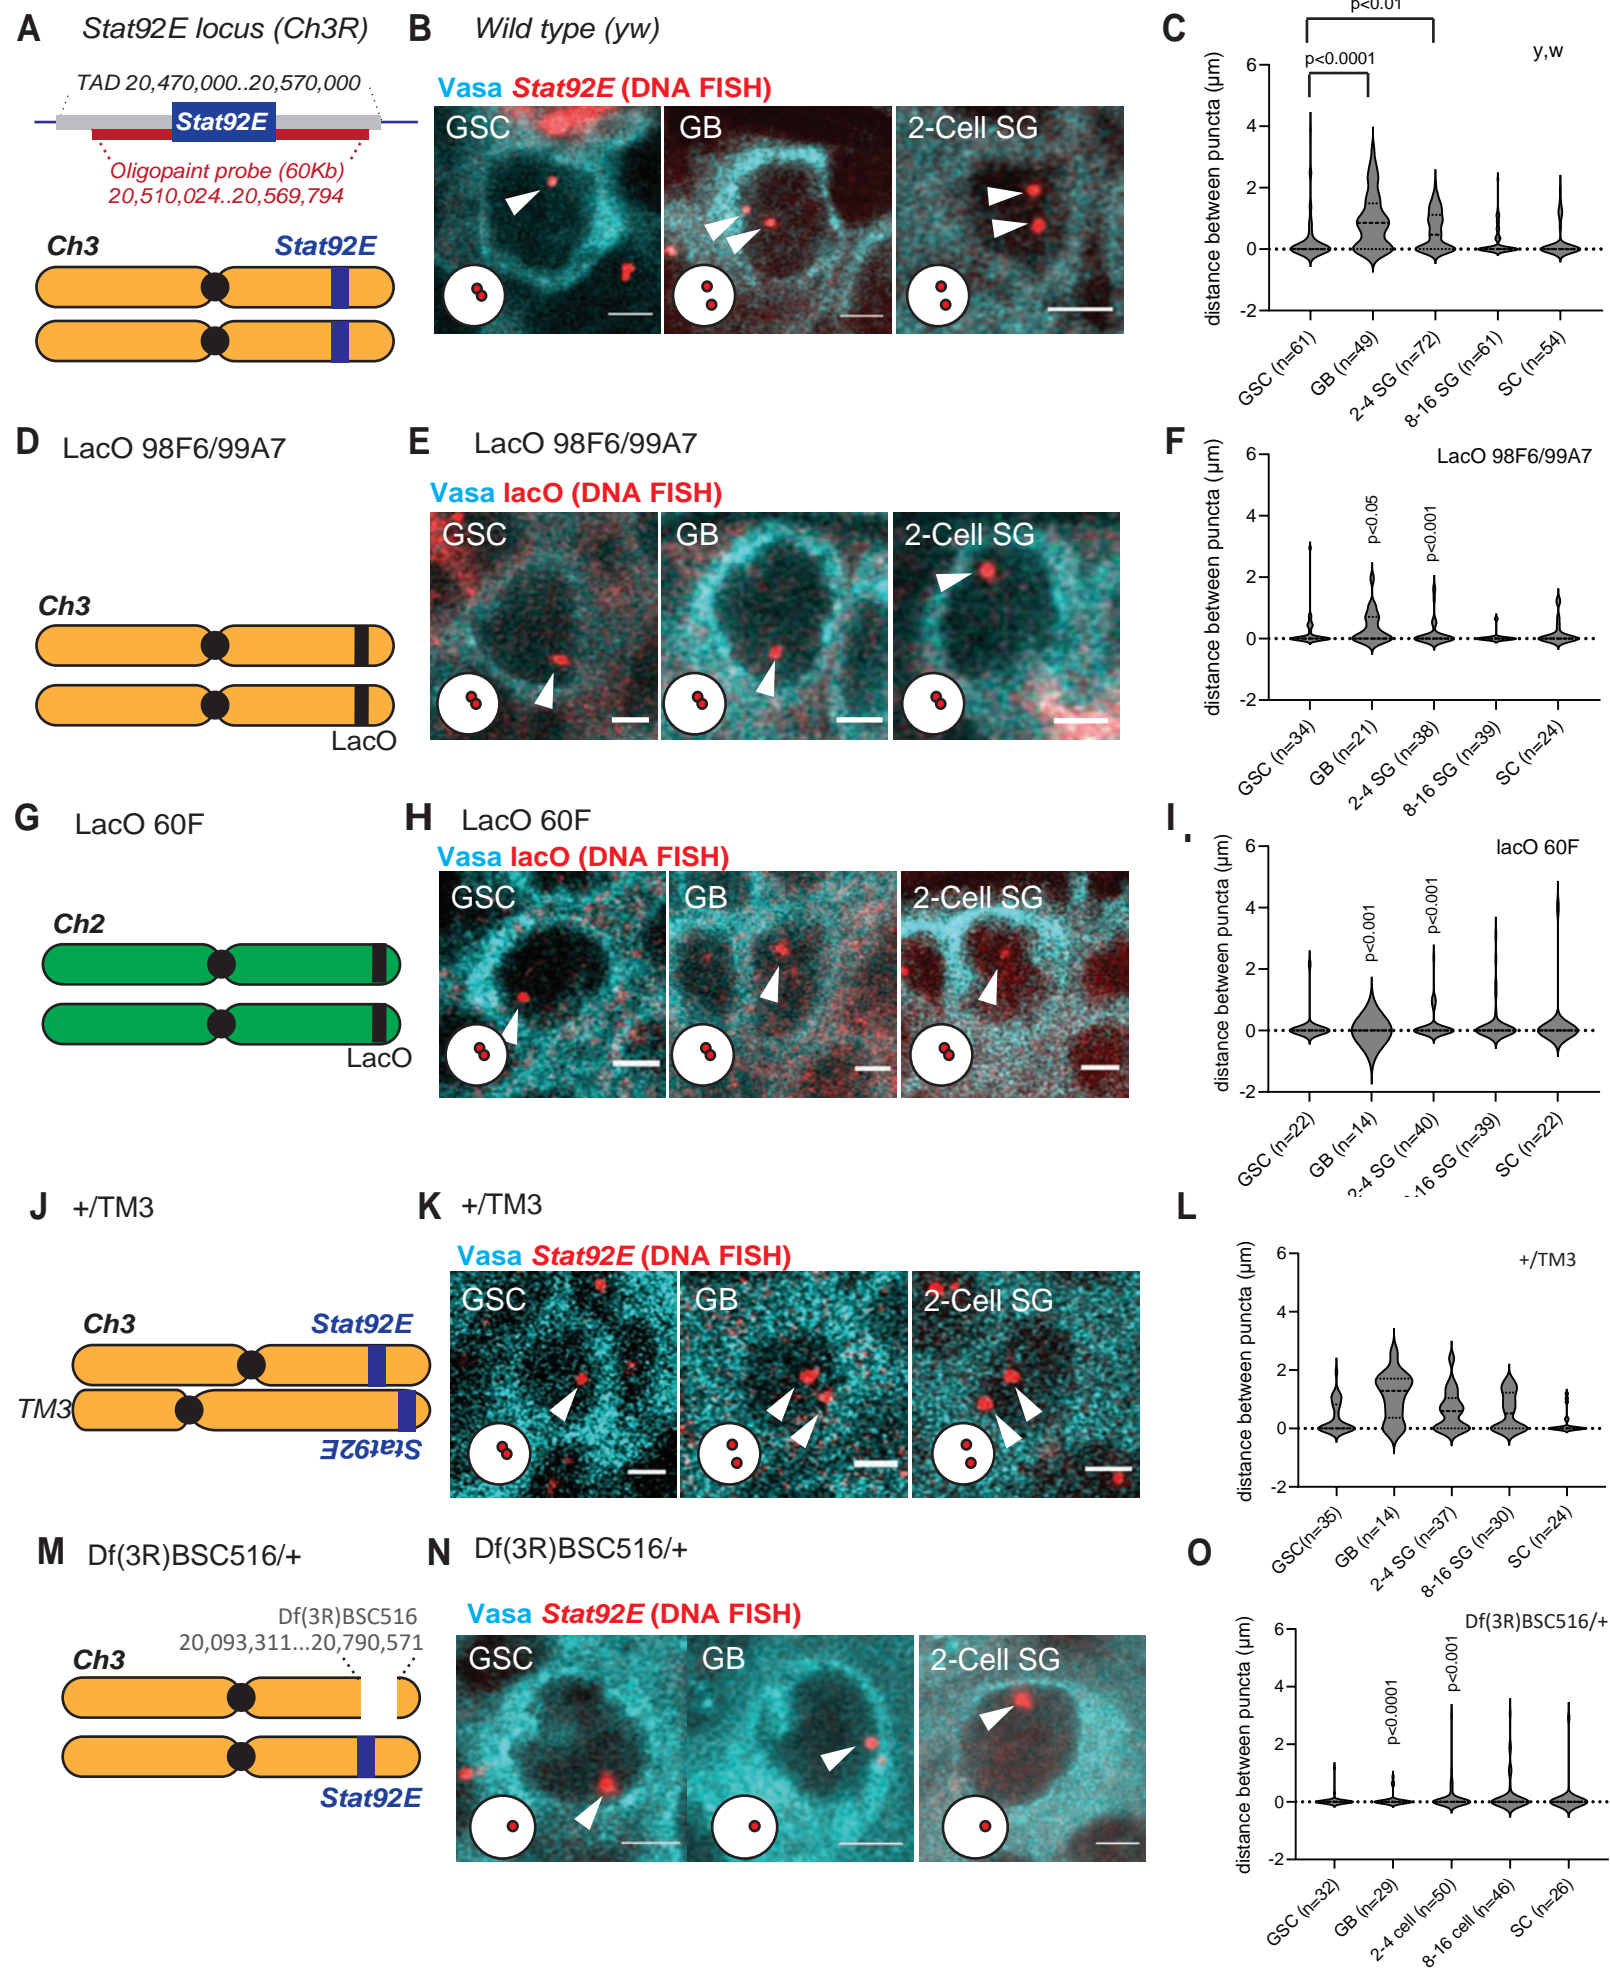 A Stat92E locus (Ch3R)
TAD 20,470,000..20,570,000
Stat92E
Oligopaint probe (60Kb)
20,510,024..20,569,794
Ch3 Stat92E
B Wild type (yw)
Vasa Stat92E (DNA FISH)
GSC GB 2-Cell SG
C
p<0.01
p<0.0001
y,w
distance between puncta (μm)
6
4
2
0
-2
GSC (n=61) GB (n=49) 2-4 SG (n=72) 8-16 SG (n=61) SC (n=54)
D LacO 98F6/99A7
Ch3
LacO
E LacO 98F6/99A7
Vasa lacO (DNA FISH)
GSC GB 2-Cell SG
F
LacO 98F6/99A7
p<0.05
p<0.001
distance between puncta (μm)
6
4
2
0
-2
GSC (n=34) GB (n=21) 2-4 SG (n=38) 8-16 SG (n=39) SC (n=24)
G LacO 60F
Ch2
LacO
H LacO 60F
Vasa lacO (DNA FISH)
GSC GB 2-Cell SG
I
lacO 60F
p<0.001
p<0.001
distance between puncta (μm)
6
4
2
0
-2
GSC (n=22) GB (n=14) 2-4 SG (n=40) -16 SG (n=39) SC (n=22)
J +/TM3
Ch3 Stat92E
TM3
Stat92E
K +/TM3
Vasa Stat92E (DNA FISH)
GSC GB 2-Cell SG
L
+/TM3
distance between puncta (μm)
6
4
2
0
-2
GSC(n=35) GB (n=14) 2-4 SG (n=37) 8-16 SG (n=30) SC (n=24)
M Df(3R)BSC516/+
Df(3R)BSC516
20,093,311...20,790,571
Ch3
Stat92E
N Df(3R)BSC516/+
Vasa Stat92E (DNA FISH)
GSC GB 2-Cell SG
O
Df(3R)BSC516/+
p<0.0001
p<0.001
distance between puncta (μm)
6
4
2
0
-2
GSC (n=32) GB (n=29) 2-4 cell (n=50) 8-16 cell (n=46) SC (n=26)